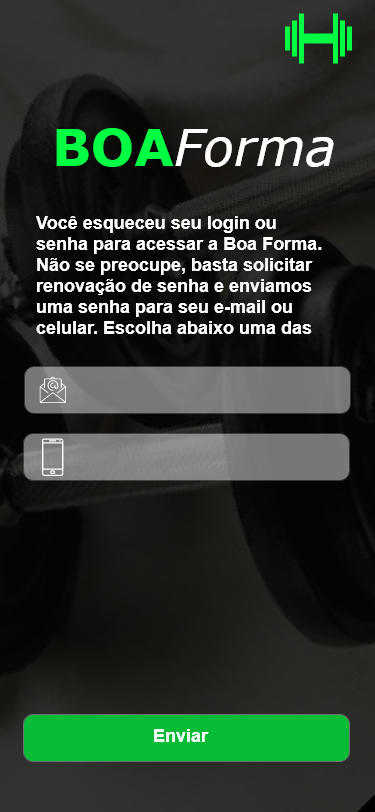 BOAForma
Você esqueceu seu login ou
senha para acessar a Boa Forma.
Não se preocupe, basta solicitar
renovação de senha e enviamos
uma senha para seu e-mail ou
celular. Escolha abaixo uma das
Enviar